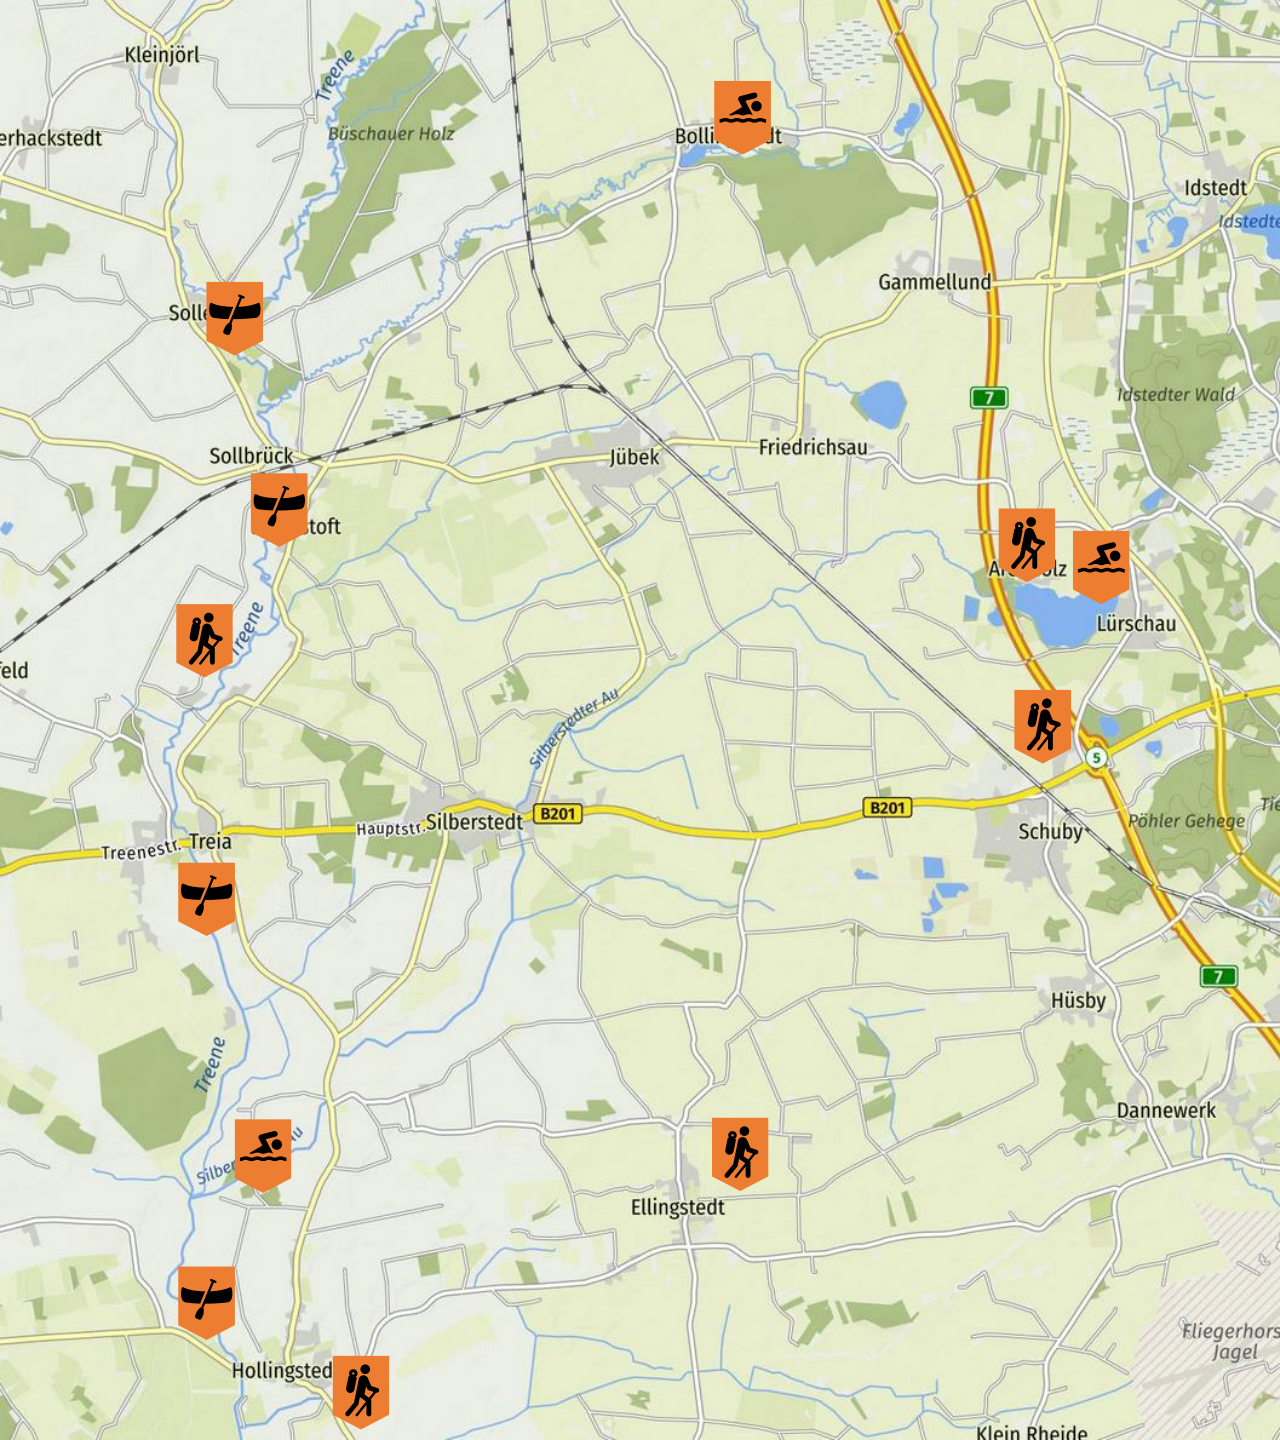 Kleinjörl
Treene
Büschauer Holz
erhackstedt
Idstedt
Idstedte
Gammellund
7
Idstedter Wald
Sollbrück
Jübek
Friedrichsau
stoft
Treene
Lürschau
feld
Silberstedter Au
5
B201
B201
Hauptstr.
Silberstedt
Treenestr.
Treia
Schuby
Pöhler Gehege
Tie
7
Hüsby
Treene
Dannewerk
Ellingstedt
Fliegerhors
Jagel
Hollingsted
Klein Rheide